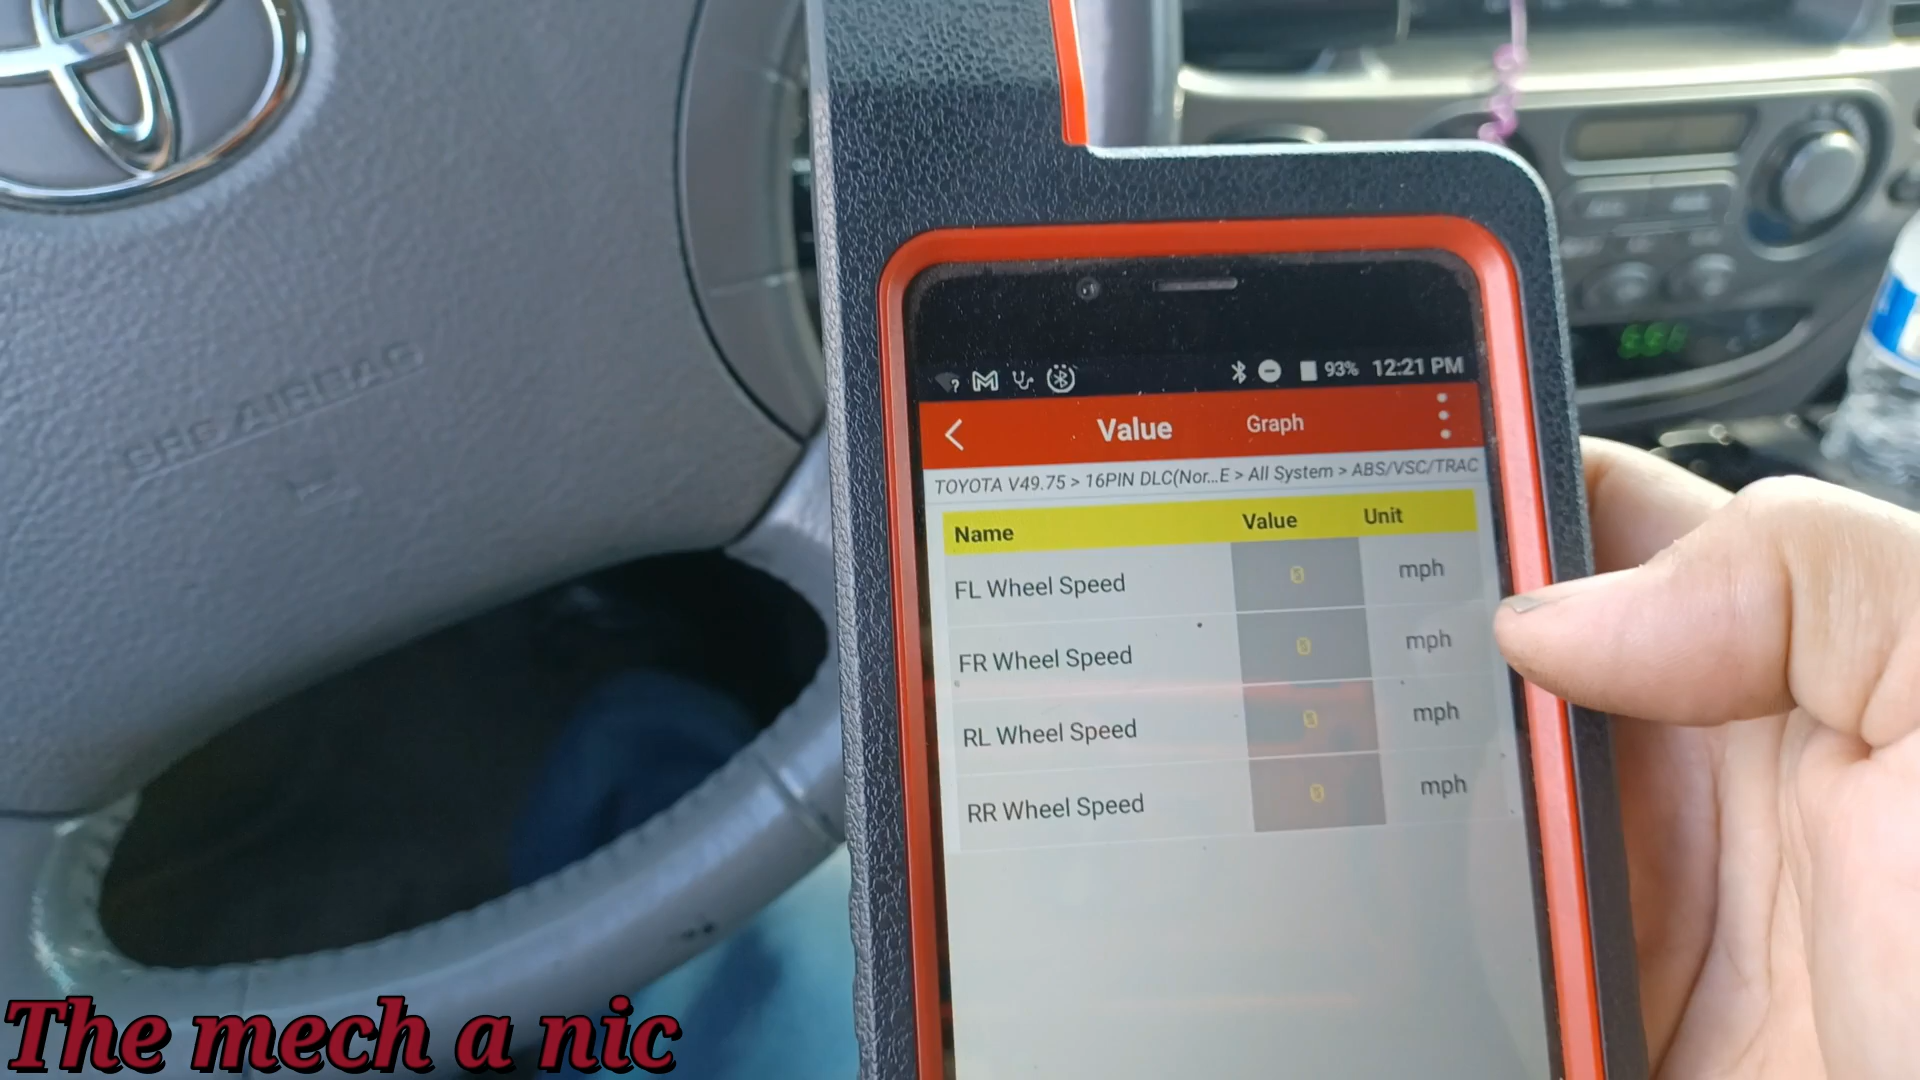 SRS AIRBAG
93% 12:21 PM
Value Graph
TOYOTA V49.75 > 16PIN DLC(Nor...E > All System > ABS/VSC/TRAC
Name Value Unit
FL Wheel Speed 0 mph
FR Wheel Speed 0 mph
RL Wheel Speed 0 mph
RR Wheel Speed 0 mph
The mech a nic